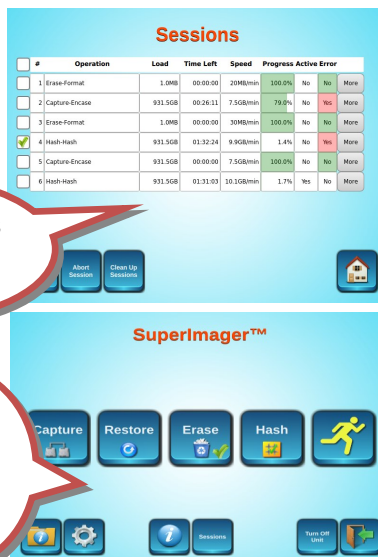 Sessions
# Operation Load Time Left Speed Progress Active Error
1 Erase-Format 1.0MB 00:00:00 20MB/min 100.0% No No More
2 Capture-Encase 931.5GB 00:26:11 7.5GB/min 79.0% No Yes More
3 Erase-Format 1.0MB 00:00:00 30MB/min 100.0% No No More
4 Hash-Hash 931.5GB 01:32:24 9.9GB/min 1.4% No Yes More
5 Capture-Encase 931.5GB 00:00:00 7.5GB/min 100.0% No No More
6 Hash-Hash 931.5GB 01:31:03 10.1GB/min 1.7% Yes No More
Abort Session
Clean Up Sessions
SuperImager™
Capture Restore Erase Hash
Sessions
Turn Off Unit